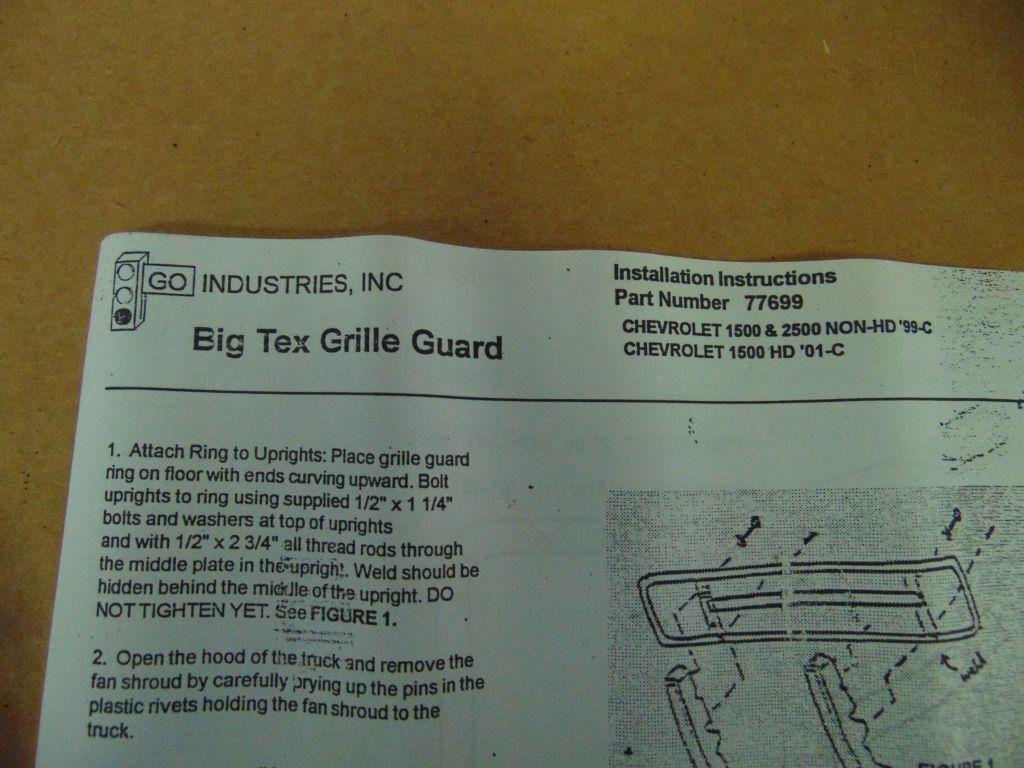 GO INDUSTRIES, INC
Big Tex Grille Guard
Installation Instructions
Part Number 77699
CHEVROLET 1500 & 2500 NON-HD '99-C
CHEVROLET 1500 HD '01-C
1. Attach Ring to Uprights: Place grille guard
ring on floor with ends curving upward. Bolt
uprights to ring using supplied 1/2" x 1 1/4"
bolts and washers at top of uprights
and with 1/2" x 2 3/4" all thread rods through
the middle plate in the upright. Weld should be
hidden behind the middle of the upright. DO
NOT TIGHTEN YET. See FIGURE 1.
2. Open the hood of the truck and remove the
fan shroud by carefully prying up the pins in the
plastic rivets holding the fan shroud to the
truck.
weld
FIGURE 1